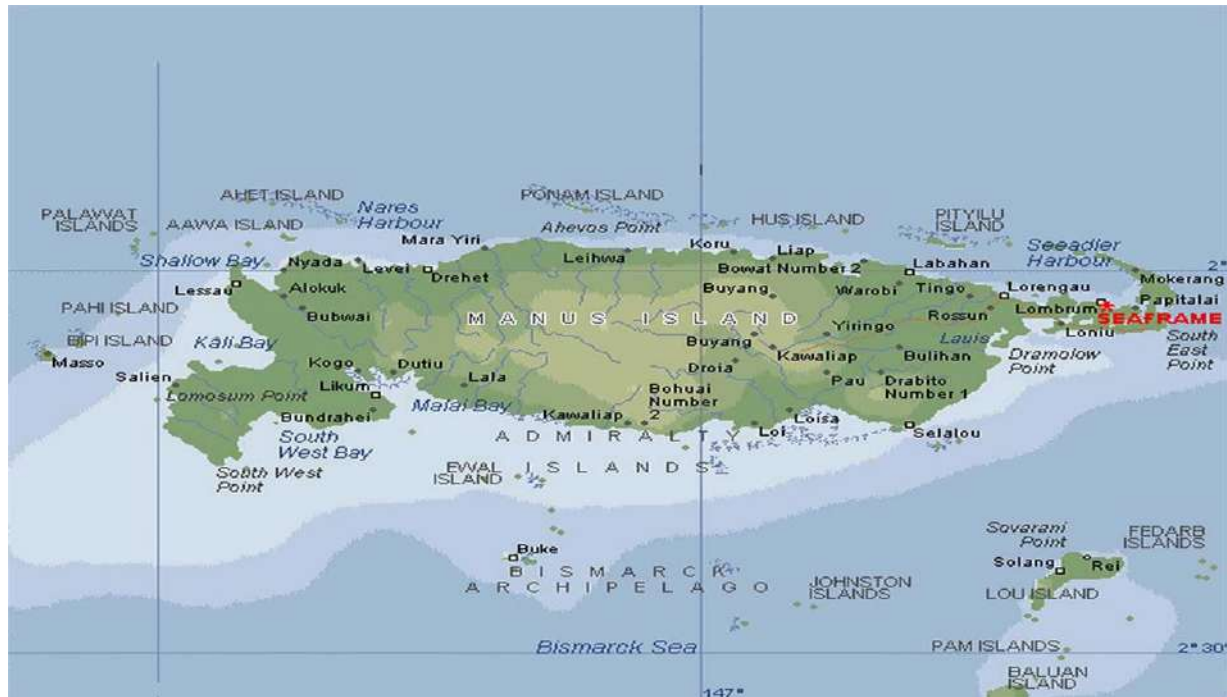 AHET ISLAND
PONAM ISLAND
PALAWAT
ISLANDS
Nares
Harbour
HUS ISLAND
PITYILU
ISLAND
AAWA ISLAND
Ahevos Point
Mara Yiri
Koru
Liap
Seeadler
Harbour
Shallow Bay
Nyada
Levei
Drehet
Leihwa
Bowat Number 2
Labahan
2°
Mokerang
Lessau
Alokuk
Buyang
Warobi
Tingo
Lorengau
Papitalai
PAHI ISLAND
Bubwai
MANUS ISLAND
Rossun
Lombrum
SEAFRAME
BIPI ISLAND
Yiringo
Lauis
Loniu
South
East
Point
Masso
Kali Bay
Buyang
Kawaliap
Bulihan
Dramolow
Point
Kogo
Dutiu
Droia
Salien
Likum
Lala
Pau
Drabito
Number 1
Lomosum Point
Malai Bay
Bohuai
Number
2
Bundrahei
Kawaliap
Loisa
South
West Bay
ADMIRALTY
Loi
Selalou
South West
Point
EWAL
ISLAND
ISLANDS
Sovarani
Point
FEDARB
ISLANDS
Buke
Solang
Rei
BISMARCK
ARCHIPELAGO
JOHNSTON
ISLANDS
LOU ISLAND
Bismarck Sea
PAM ISLANDS
2° 30'
BALUAN
ISLAND
147°